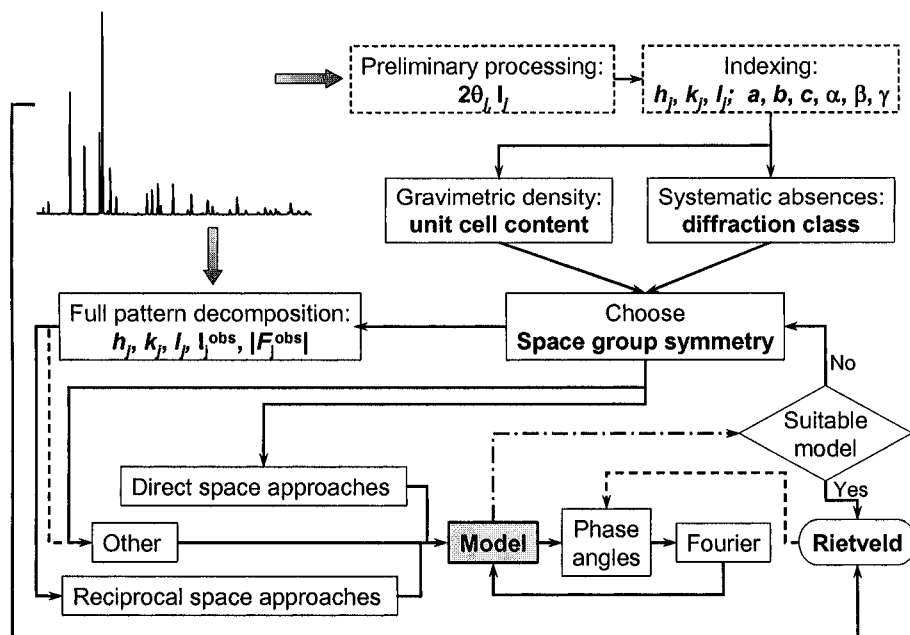 Preliminary processing:
2θj, Ij
Indexing:
hj, kj, lj; a, b, c, α, β, γ
Gravimetric density:
unit cell content
Systematic absences:
diffraction class
Full pattern decomposition:
hj, kj, lj, Ijobs, |Fjobs|
Choose
Space group symmetry
No
Suitable
model
Yes
Direct space approaches
Other
Model
Phase
angles
Fourier
Rietveld
Reciprocal space approaches